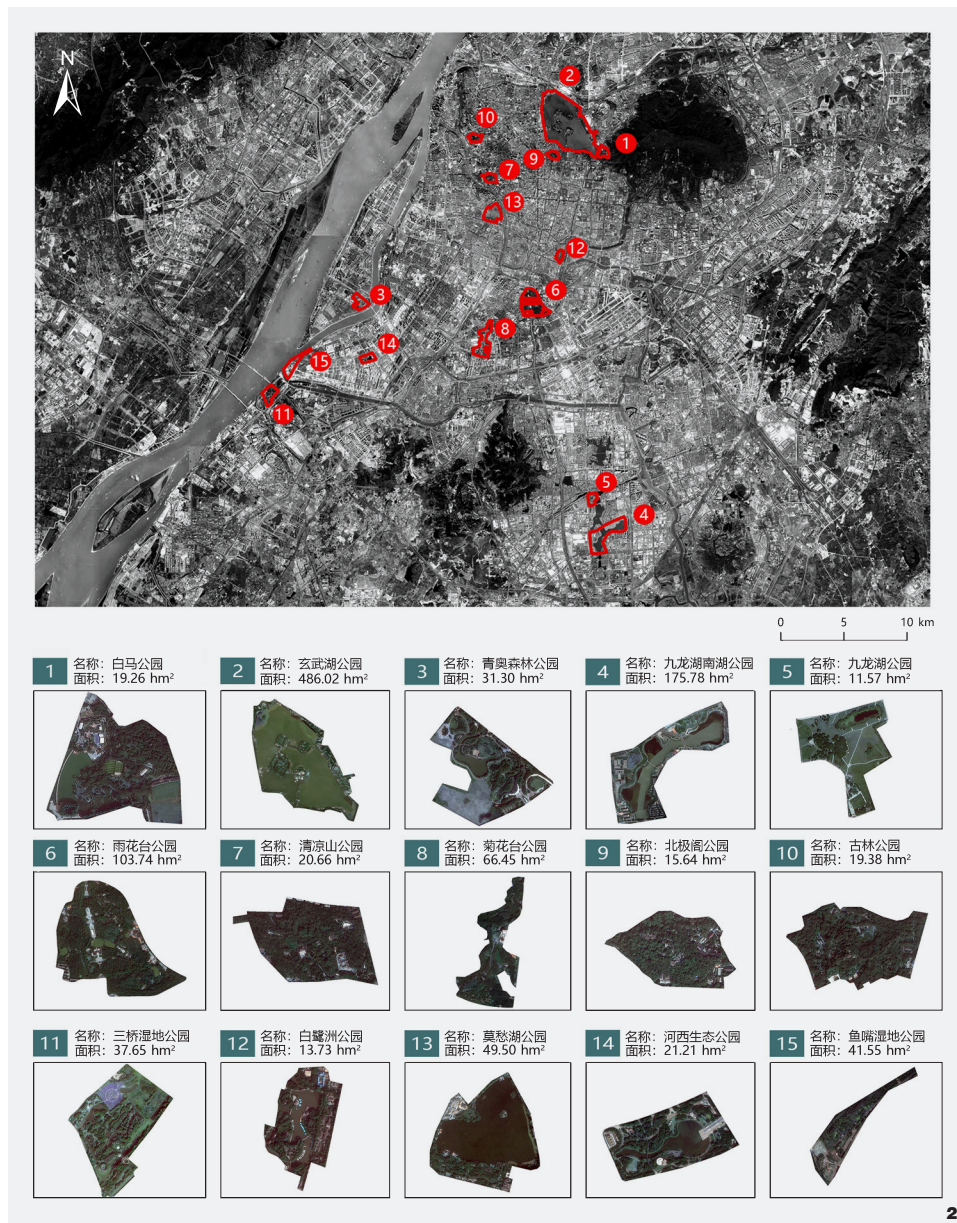 N
2
10
1
9
7
13
12
6
3
8
14
15
11
5
4
0 5 10 km
1
名称：白马公园
面积：19.26 hm²
2
名称：玄武湖公园
面积：486.02 hm²
3
名称：青奥森林公园
面积：31.30 hm²
4
名称：九龙湖南湖公园
面积：175.78 hm²
5
名称：九龙湖公园
面积：11.57 hm²
6
名称：雨花台公园
面积：103.74 hm²
7
名称：清凉山公园
面积：20.66 hm²
8
名称：菊花台公园
面积：66.45 hm²
9
名称：北极阁公园
面积：15.64 hm²
10
名称：古林公园
面积：19.38 hm²
11
名称：三桥湿地公园
面积：37.65 hm²
12
名称：白鹭洲公园
面积：13.73 hm²
13
名称：莫愁湖公园
面积：49.50 hm²
14
名称：河西生态公园
面积：21.21 hm²
15
名称：鱼嘴湿地公园
面积：41.55 hm²
2